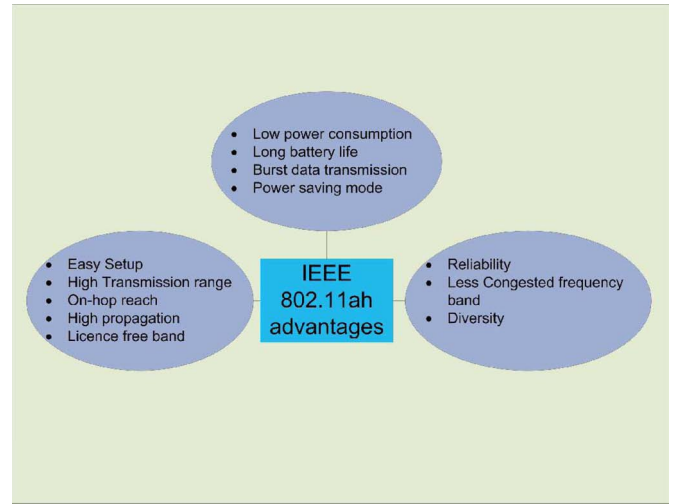 • Low power consumption
• Long battery life
• Burst data transmission
• Power saving mode
• Easy Setup
• High Transmission range
• On-hop reach
• High propagation
• Licence free band
IEEE
802.11ah
advantages
• Reliability
• Less Congested frequency
band
• Diversity